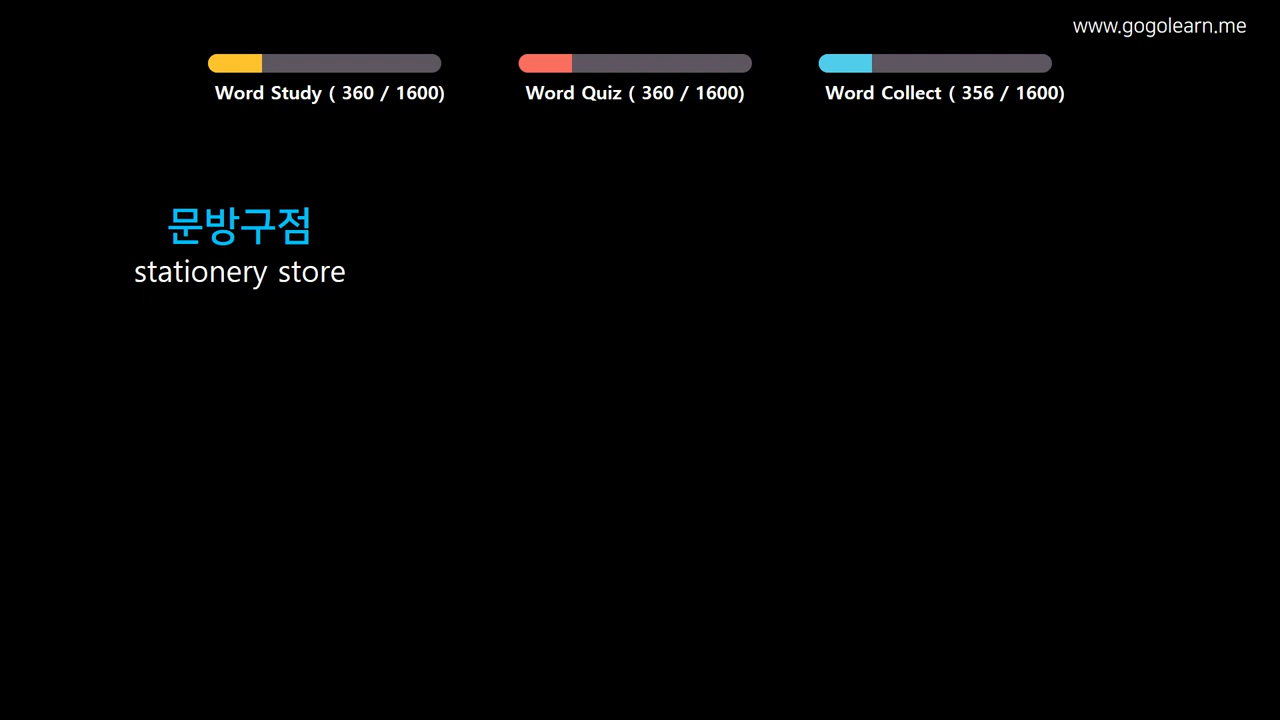 www.gogolearn.me
Word Study ( 360 / 1600)
Word Quiz ( 360 / 1600)
Word Collect ( 356 / 1600)
문방구점
stationery store